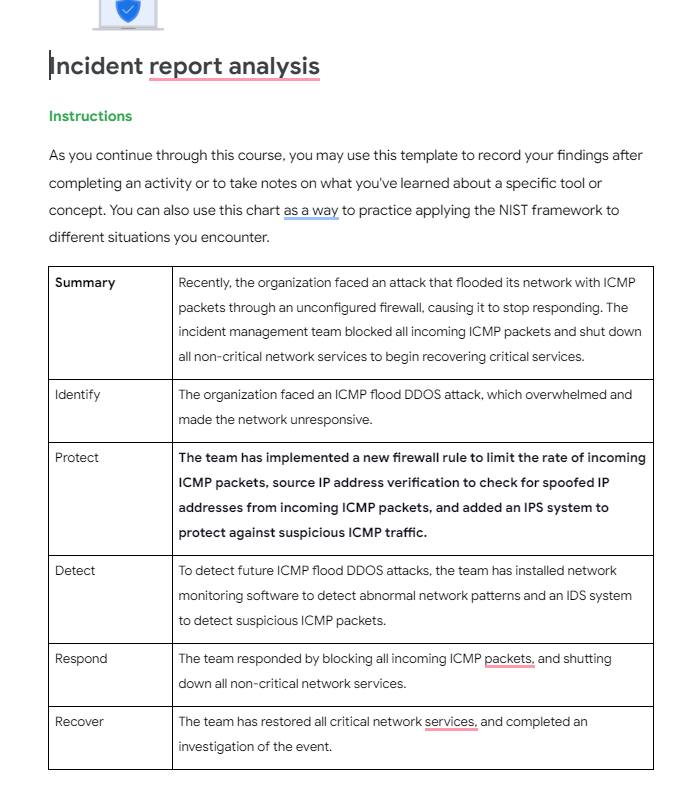 Incident report analysis
Instructions
As you continue through this course, you may use this template to record your findings after
completing an activity or to take notes on what you've learned about a specific tool or
concept. You can also use this chart as a way to practice applying the NIST framework to
different situations you encounter.
Summary
Recently, the organization faced an attack that flooded its network with ICMP
packets through an unconfigured firewall, causing it to stop responding. The
incident management team blocked all incoming ICMP packets and shut down
all non-critical network services to begin recovering critical services.
Identify
The organization faced an ICMP flood DDOS attack, which overwhelmed and
made the network unresponsive.
Protect
The team has implemented a new firewall rule to limit the rate of incoming
ICMP packets, source IP address verification to check for spoofed IP
addresses from incoming ICMP packets, and added an IPS system to
protect against suspicious ICMP traffic.
Detect
To detect future ICMP flood DDOS attacks, the team has installed network
monitoring software to detect abnormal network patterns and an IDS system
to detect suspicious ICMP packets.
Respond
The team responded by blocking all incoming ICMP packets, and shutting
down all non-critical network services.
Recover
The team has restored all critical network services, and completed an
investigation of the event.